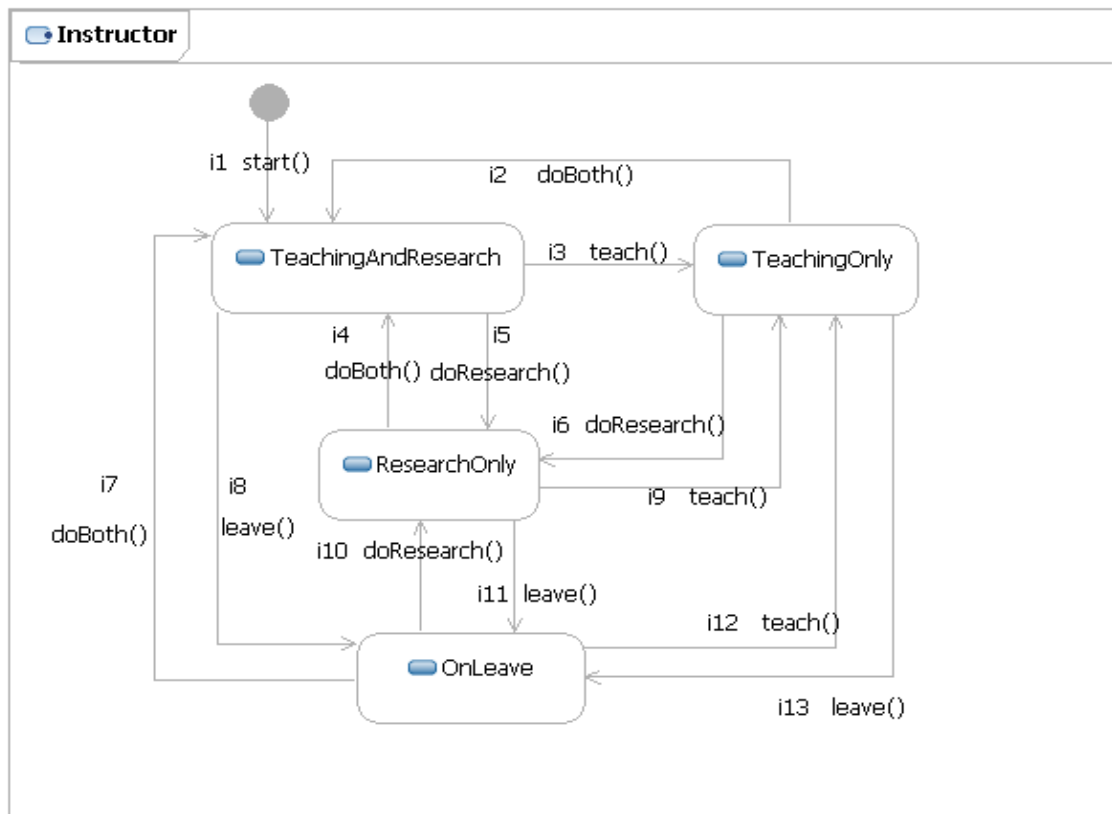 Instructor
i1 start()
i2 doBoth()
TeachingAndResearch
i3 teach()
TeachingOnly
i4
doBoth()
i5
doResearch()
i6 doResearch()
ResearchOnly
i7
doBoth()
i8
leave()
i9 teach()
i10 doResearch()
i11 leave()
i12 teach()
OnLeave
i13 leave()